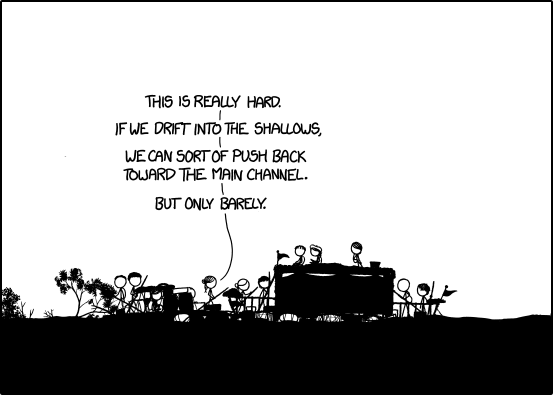 THIS IS REALLY HARD.
IF WE DRIFT INTO THE SHALLOWS,
WE CAN SORT OF PUSH BACK
TOWARD THE MAIN CHANNEL.
BUT ONLY BARELY.